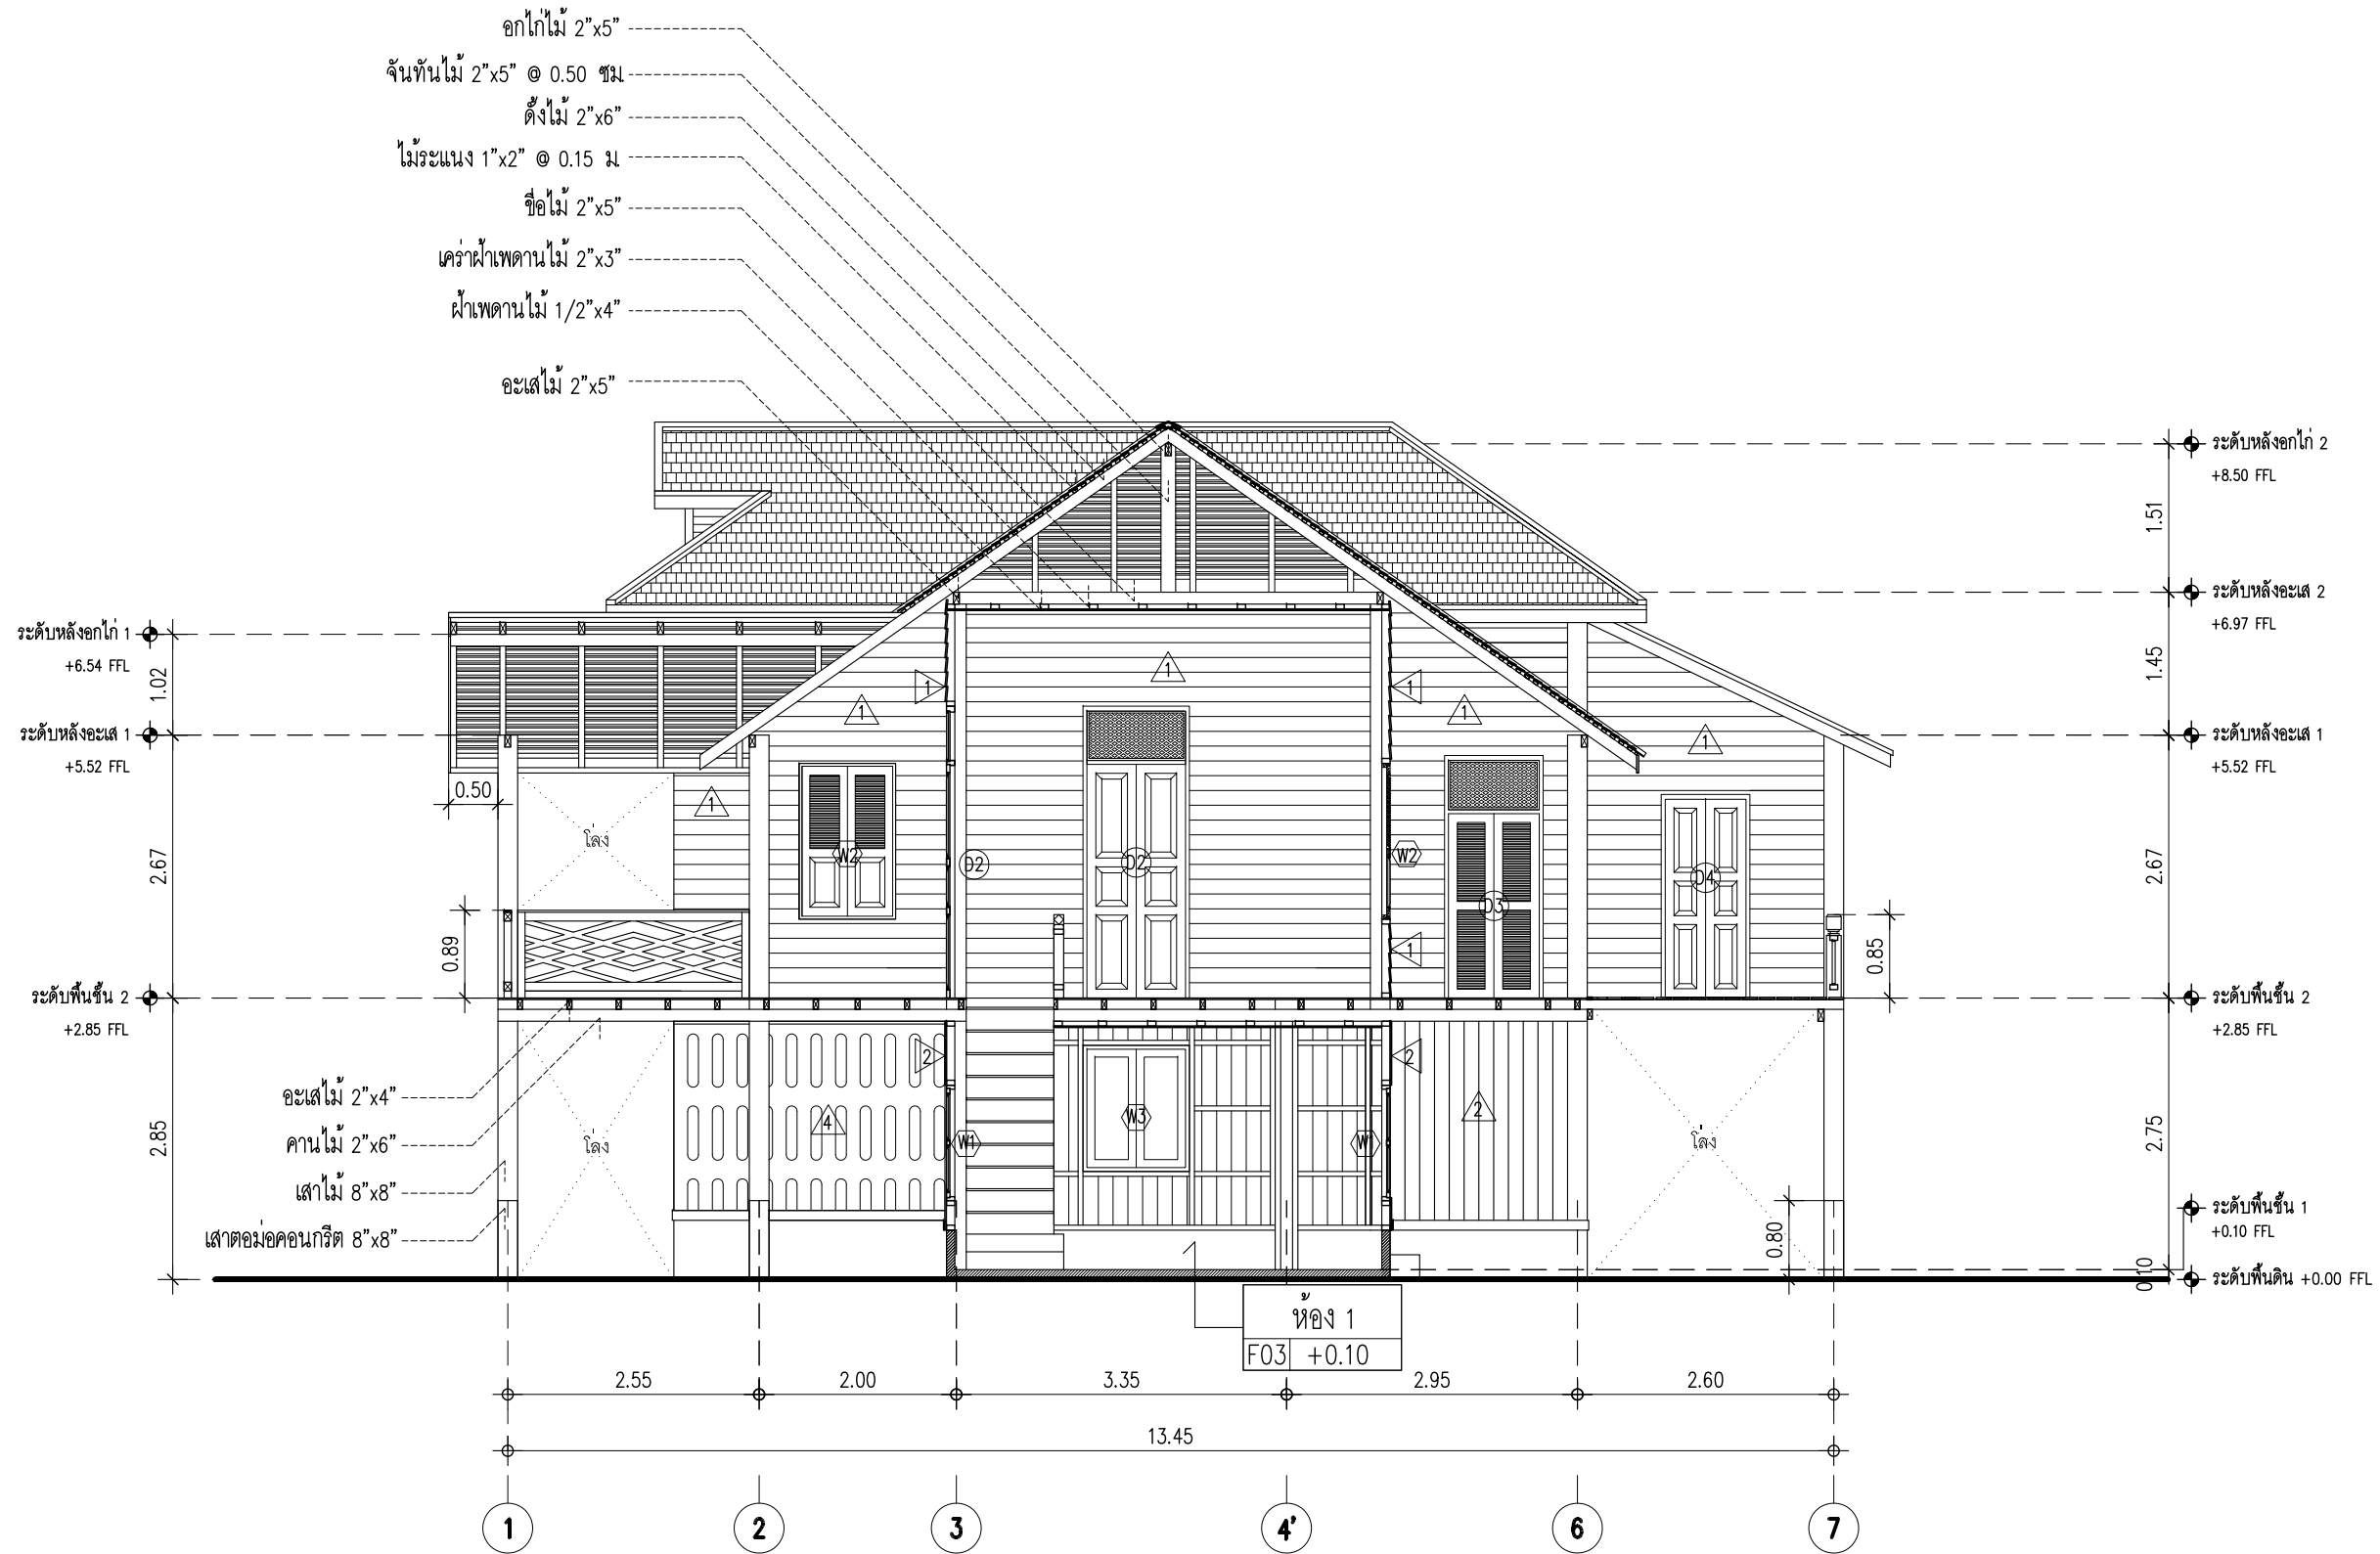 อกไก่ไม้ 2"x5"
จันทันไม้ 2"x5" @ 0.50 ซม.
ดั้งไม้ 2"x6"
ไม้ระแนง 1"x2" @ 0.15 ม.
ขื่อไม้ 2"x5"
เคร่าฝ้าเพดานไม้ 2"x3"
ฝ้าเพดานไม้ 1/2"x4"
อะเสไม้ 2"x5"
ระดับหลังอกไก่ 2
+8.50 FFL
1.51
ระดับหลังอะเส 2
+6.97 FFL
1.45
ระดับหลังอะเส 1
+5.52 FFL
2.67
ระดับพื้นชั้น 2
+2.85 FFL
2.75
ระดับพื้นชั้น 1
+0.10 FFL
0.10
ระดับพื้นดิน +0.00 FFL
ระดับหลังอกไก่ 1
+6.54 FFL
1.02
ระดับหลังอะเส 1
+5.52 FFL
2.67
ระดับพื้นชั้น 2
+2.85 FFL
2.85
0.50
0.89
0.85
0.80
โล่ง
1
1
1
1
1
1
1
1
W2
D2
D2
W2
D3
D4
อะเสไม้ 2"x4"
คานไม้ 2"x6"
เสาไม้ 8"x8"
เสาตอม่อคอนกรีต 8"x8"
โล่ง
4
2
W1
W3
W1
2
2
โล่ง
ห้อง 1
F03 +0.10
2.55 2.00 3.35 2.95 2.60
13.45
1 2 3 4' 6 7